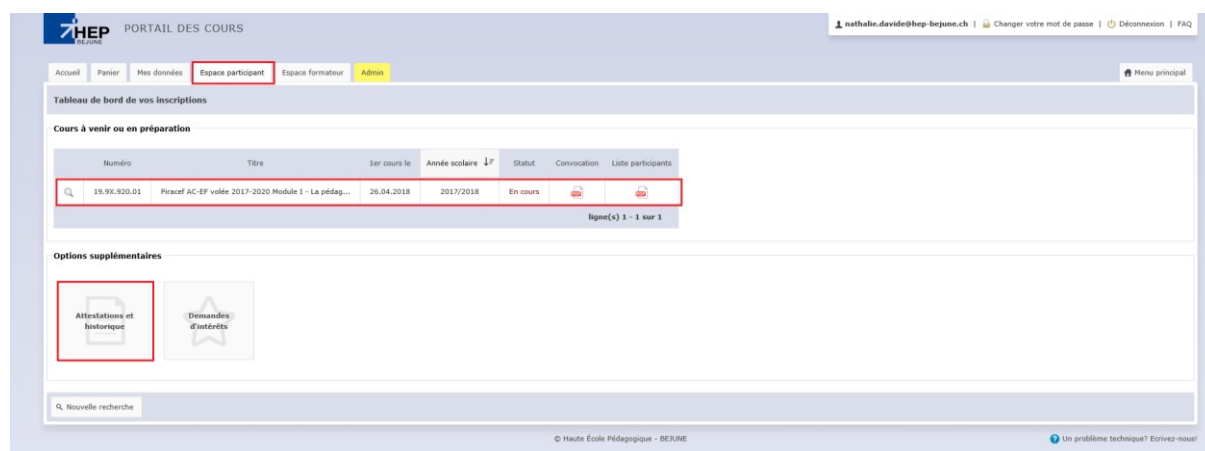 HEP
BEJUNE
PORTAIL DES COURS
nathalie.davide@hep-bejune.ch | Changer votre mot de passe | Déconnexion | FAQ
Accueil Panier Mes données Espace participant Espace formateur Admin Menu principal
Tableau de bord de vos inscriptions
Cours à venir ou en préparation
Numéro Titre 1er cours le Année scolaire Statut Convocation Liste participants
19.9X.920.01 Piracef AC-EF volée 2017-2020 Module I - La pédag... 26.04.2018 2017/2018 En cours
ligne(s) 1 - 1 sur 1
Options supplémentaires
Attestations et
historique
Demandes
d'intérêts
Nouvelle recherche
© Haute École Pédagogique - BEJUNE
Un problème technique? Ecrivez-nous!